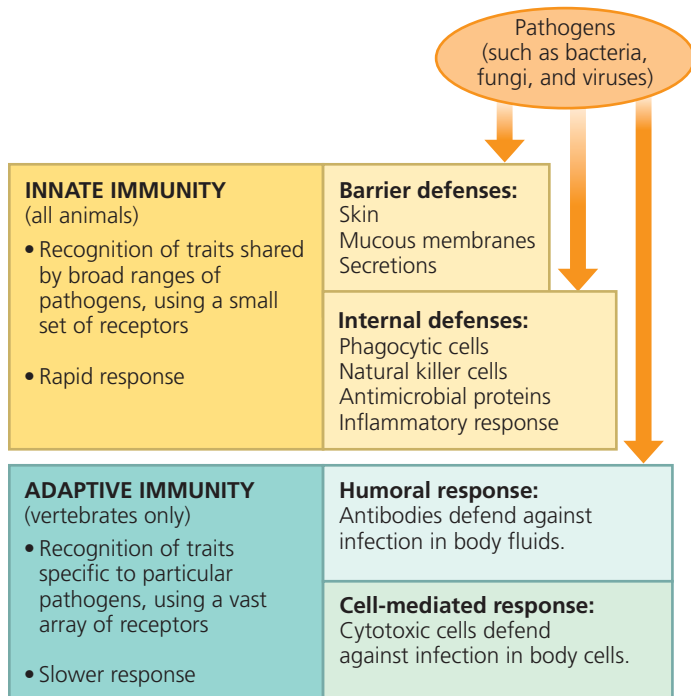 Pathogens
(such as bacteria,
fungi, and viruses)
INNATE IMMUNITY
(all animals)
• Recognition of traits shared
by broad ranges of
pathogens, using a small
set of receptors
• Rapid response
Barrier defenses:
Skin
Mucous membranes
Secretions
Internal defenses:
Phagocytic cells
Natural killer cells
Antimicrobial proteins
Inflammatory response
ADAPTIVE IMMUNITY
(vertebrates only)
• Recognition of traits
specific to particular
pathogens, using a vast
array of receptors
• Slower response
Humoral response:
Antibodies defend against
infection in body fluids.
Cell-mediated response:
Cytotoxic cells defend
against infection in body cells.